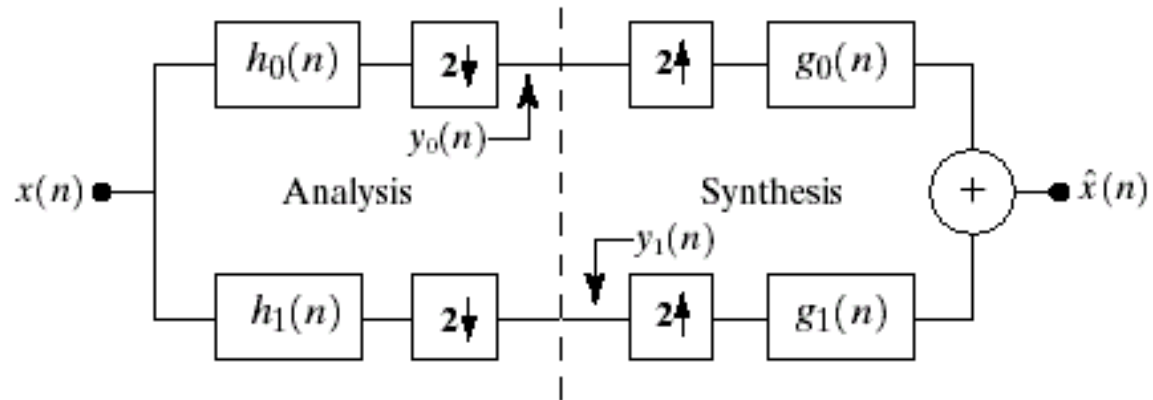 h₀(n) 2↓ 2↑ g₀(n)
y₀(n)
x(n) Analysis Synthesis + x̂(n)
y₁(n)
h₁(n) 2↓ 2↑ g₁(n)